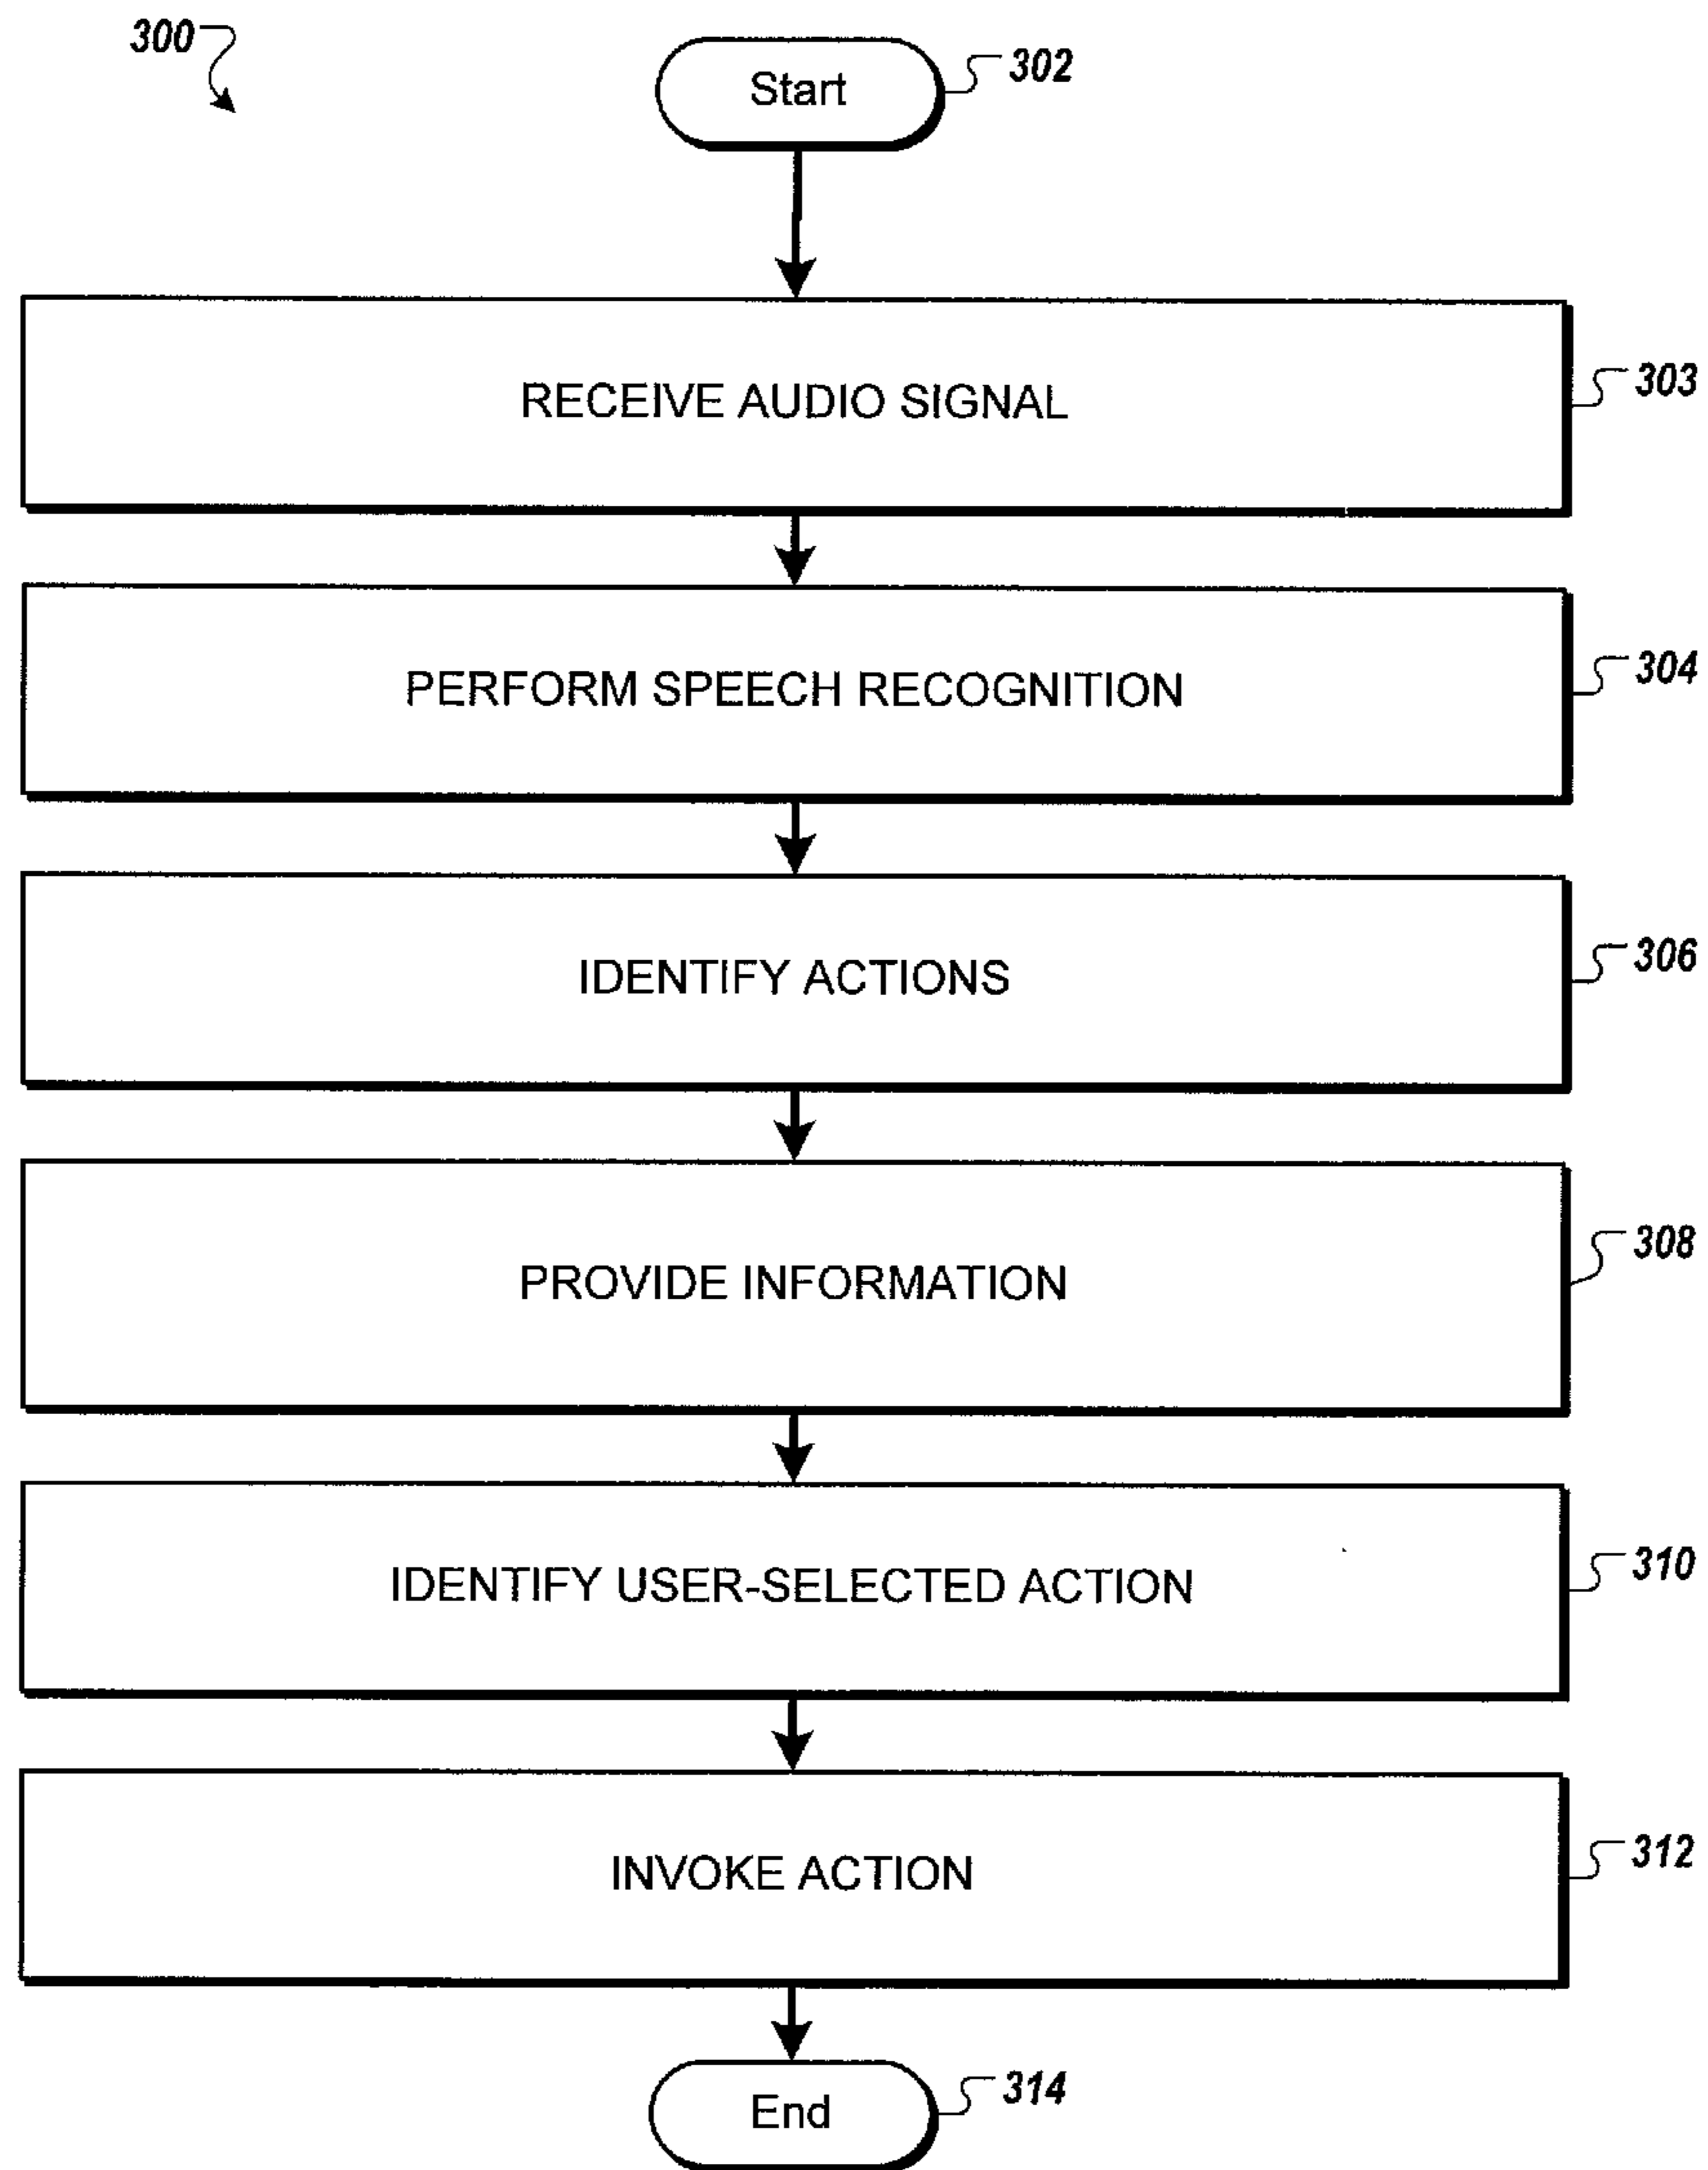 300
Start
302
RECEIVE AUDIO SIGNAL
303
PERFORM SPEECH RECOGNITION
304
IDENTIFY ACTIONS
306
PROVIDE INFORMATION
308
IDENTIFY USER-SELECTED ACTION
310
INVOKE ACTION
312
End
314